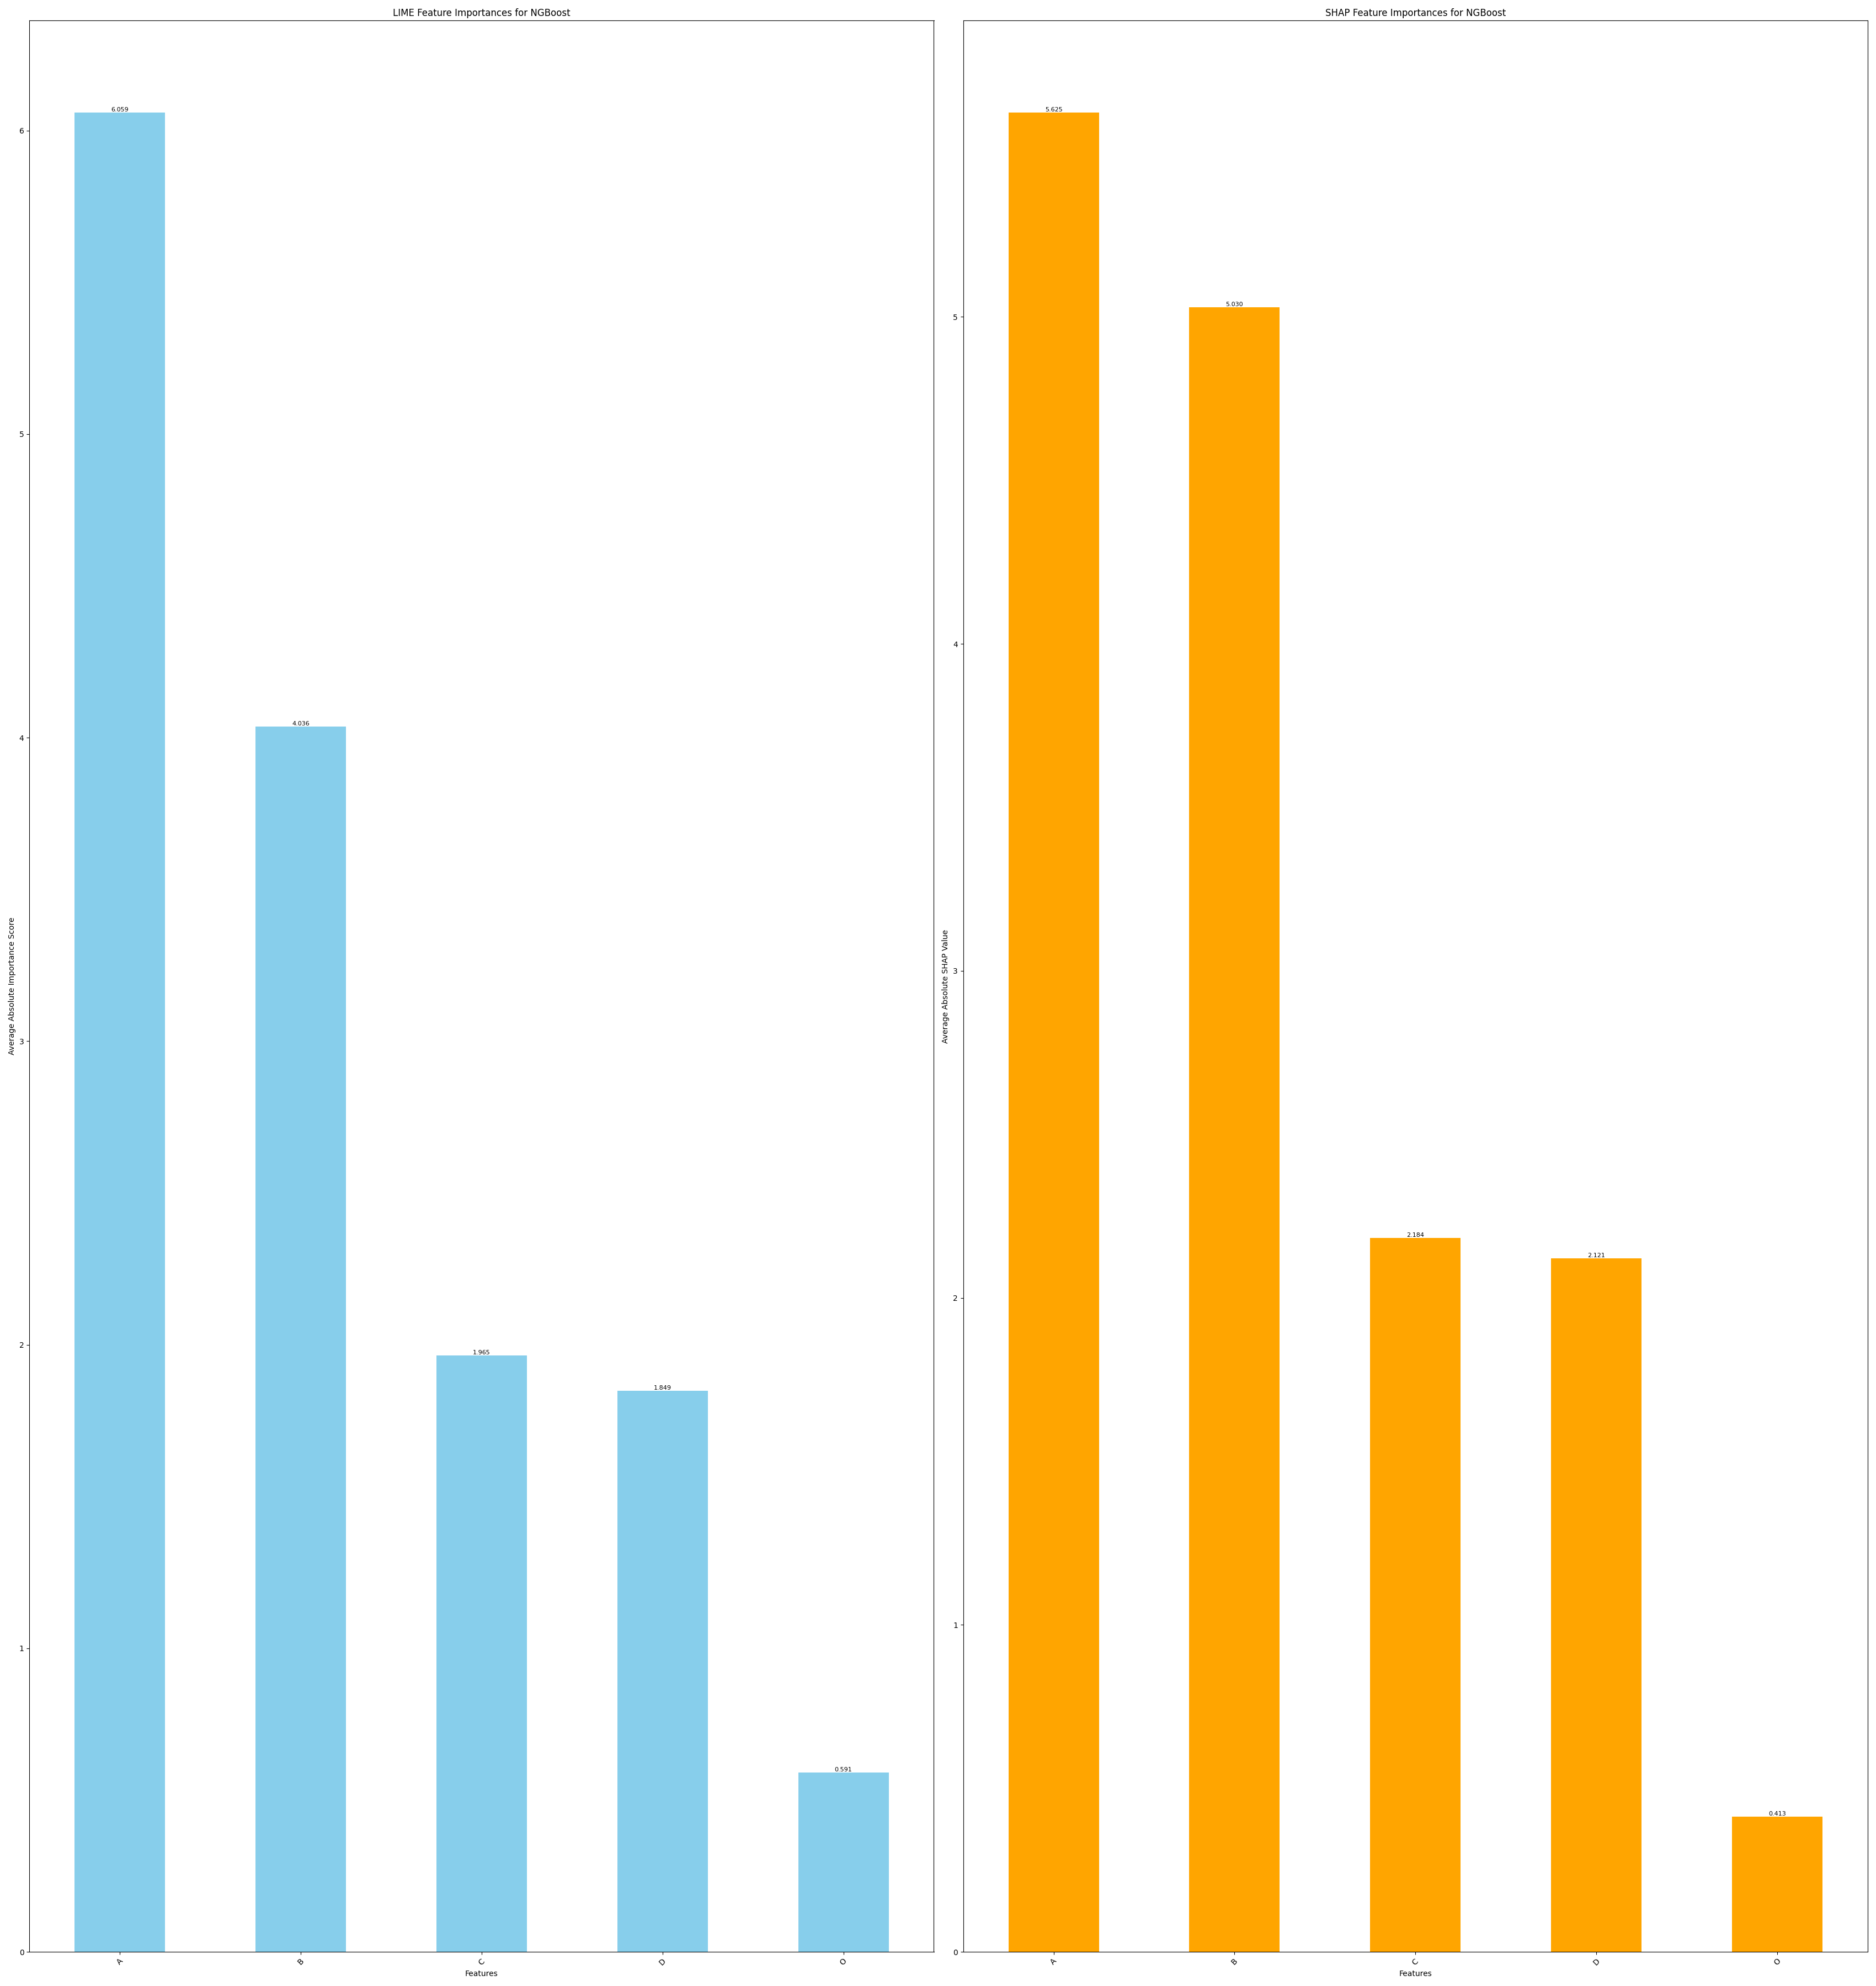 LIME Feature Importances for NGBoost
Average Absolute Importance Score
6
5
4
3
2
1
0
6.059
4.036
1.965
1.849
0.591
A
B
C
D
O
Features
SHAP Feature Importances for NGBoost
Average Absolute SHAP Value
5
4
3
2
1
0
5.625
5.030
2.184
2.121
0.413
A
B
C
D
O
Features